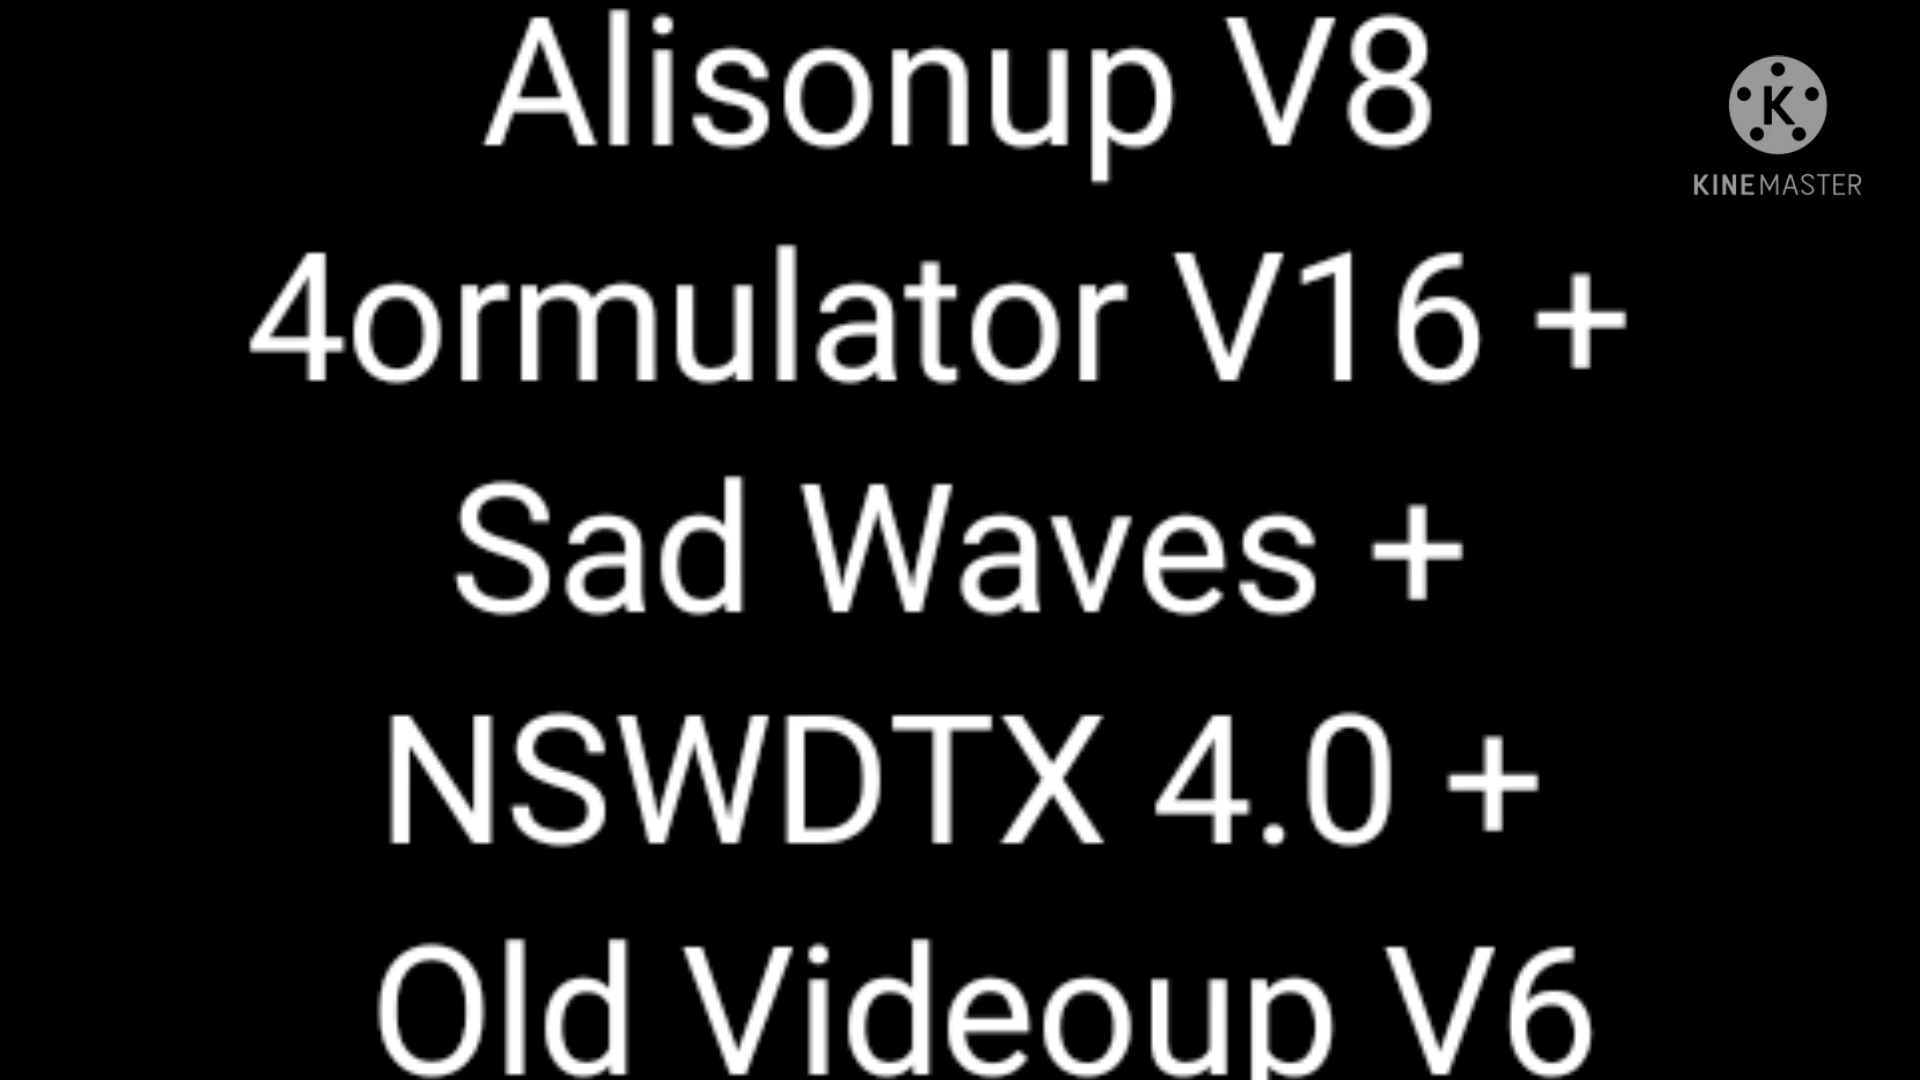 Alisonup V8
4ormulator V16 +
Sad Waves +
NSWDTX 4.0 +
Old Videoup V6
K
KINEMASTER